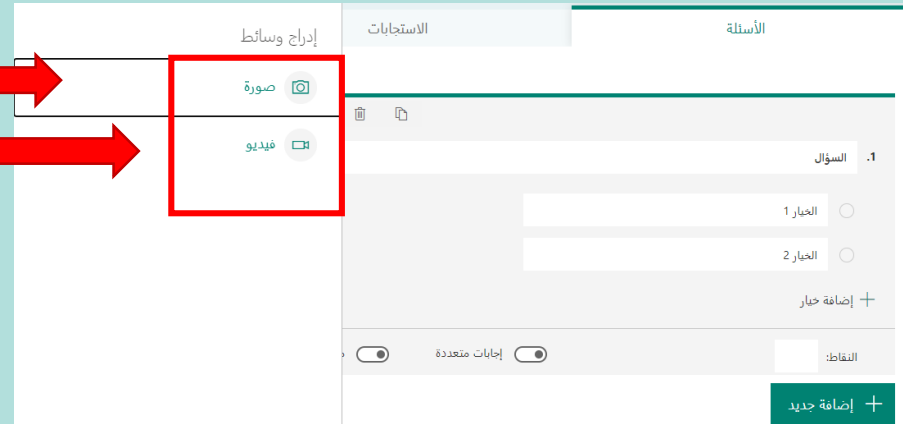 الأسئلة
الاستجابات
إدراج وسائط
صورة
فيديو
1. السؤال
الخيار 1
الخيار 2
إضافة خيار
النقاط:
إجابات متعددة
إضافة جديد